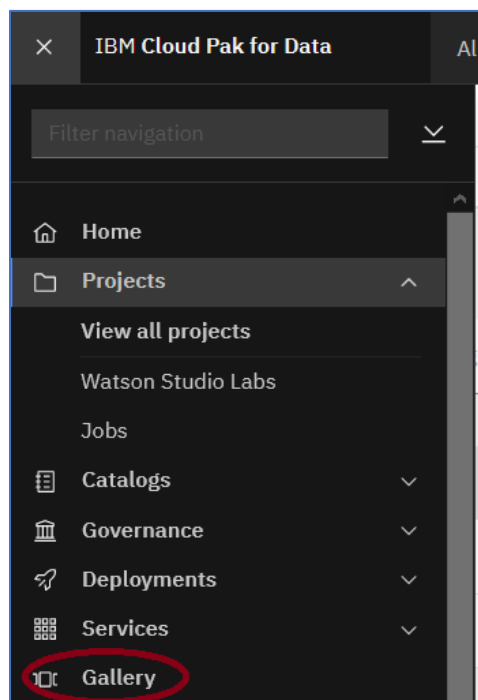 IBM Cloud Pak for Data
Al
Filter navigation
Home
Projects
View all projects
Watson Studio Labs
Jobs
Catalogs
Governance
Deployments
Services
Gallery